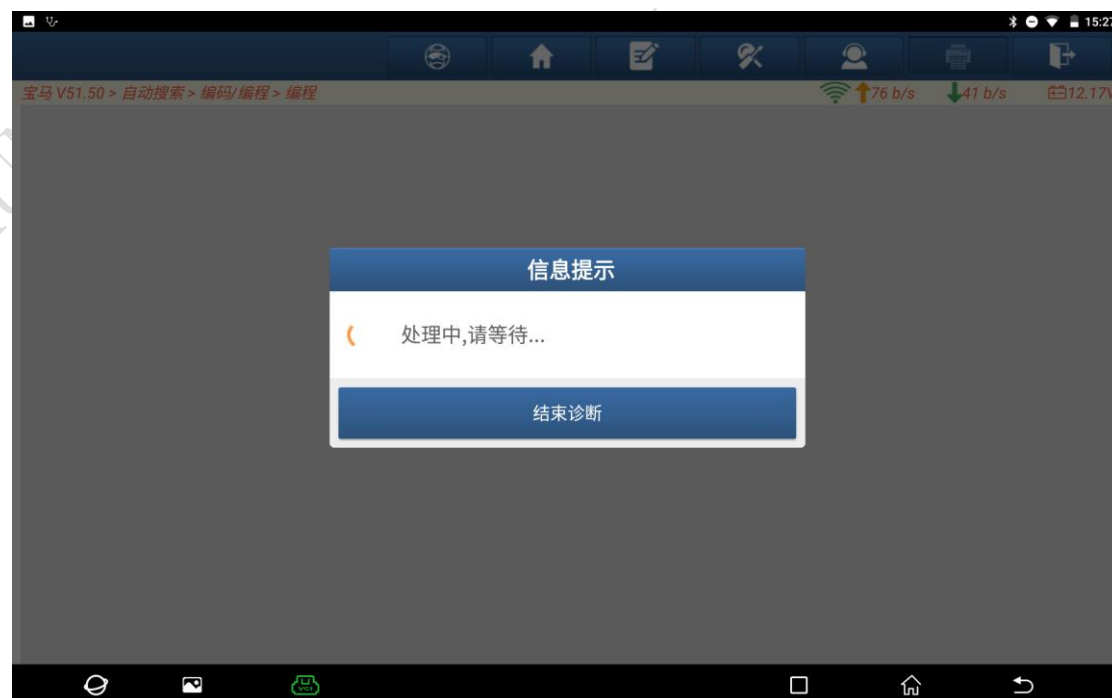 15:27
宝马 V51.50 > 自动搜索 > 编码/编程 > 编程
76 b/s
41 b/s
12.17V
信息提示
处理中,请等待...
结束诊断
VCI